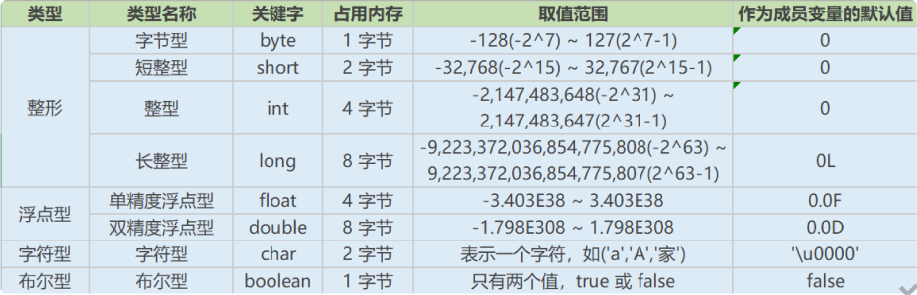 类型 类型名称 关键字 占用内存 取值范围 作为成员变量的默认值
整形 字节型 byte 1 字节 -128(-2^7) ~ 127(2^7-1) 0
短整型 short 2 字节 -32,768(-2^15) ~ 32,767(2^15-1) 0
整型 int 4 字节 -2,147,483,648(-2^31) ~
2,147,483,647(2^31-1) 0
长整型 long 8 字节 -9,223,372,036,854,775,808(-2^63) ~
9,223,372,036,854,775,807(2^63-1) 0L
浮点型 单精度浮点型 float 4 字节 -3.403E38 ~ 3.403E38 0.0F
双精度浮点型 double 8 字节 -1.798E308 ~ 1.798E308 0.0D
字符型 字符型 char 2 字节 表示一个字符，如('a','A','家') '\u0000'
布尔型 布尔型 boolean 1 字节 只有两个值，true 或 false false